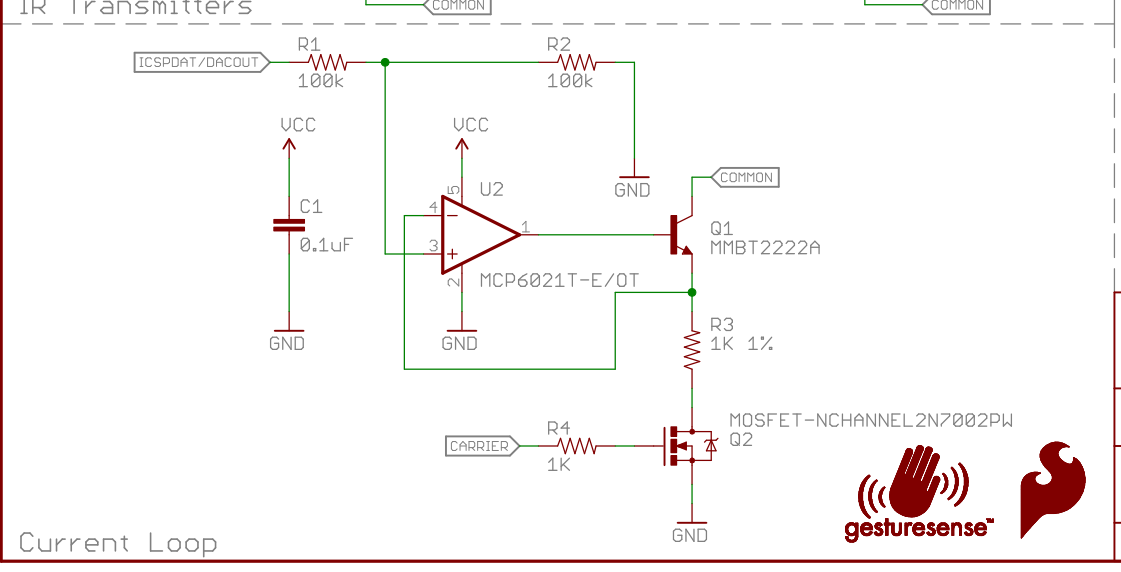 IR Transmitters
COMMON
COMMON
R1
R2
ICSPDAT/DACOUT
100k
100k
VCC
VCC
GND
COMMON
5
U2
4
C1
1
Q1
0.1uF
3
MMBT2222A
2
MCP6021T-E/OT
GND
GND
R3
1K 1%
MOSFET-NCHANNEL2N7002PW
R4
Q2
CARRIER
1K
gesturesense™
GND
Current Loop